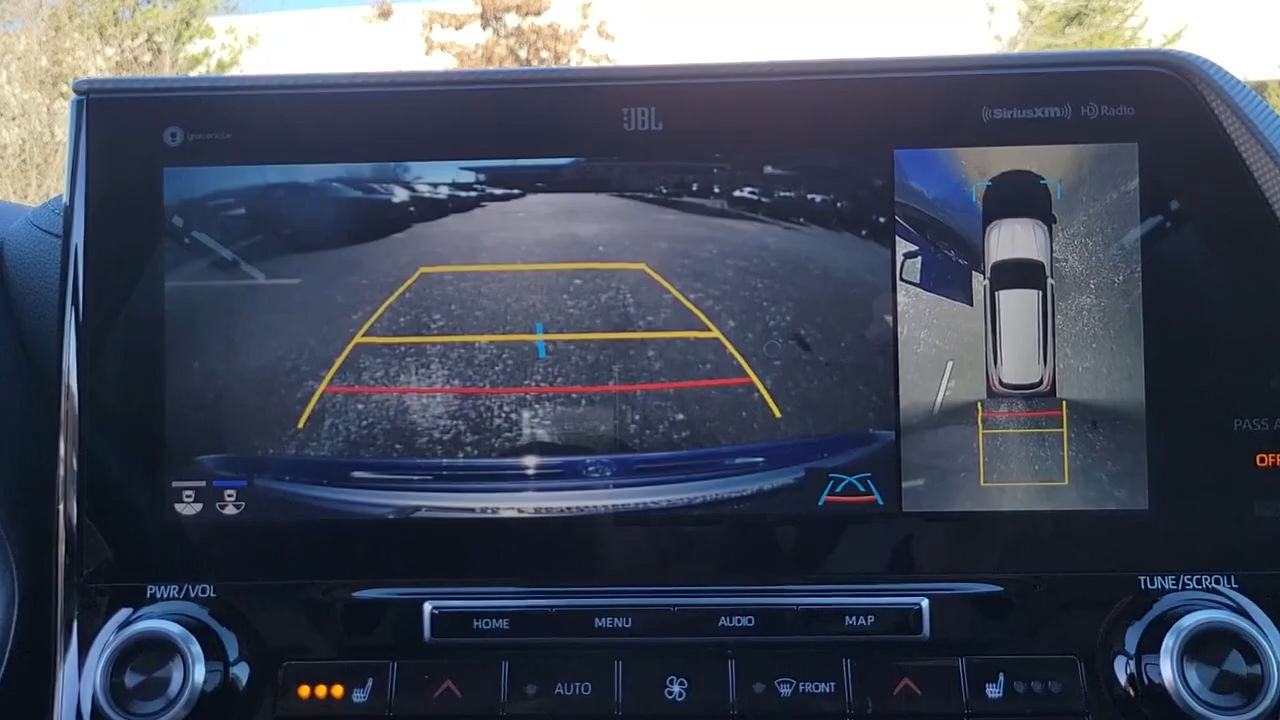 JBL
((SiriusXM)) HD Radio
PASS
OFF
PWR/VOL
TUNE/SCROLL
HOME MENU AUDIO MAP
AUTO FRONT